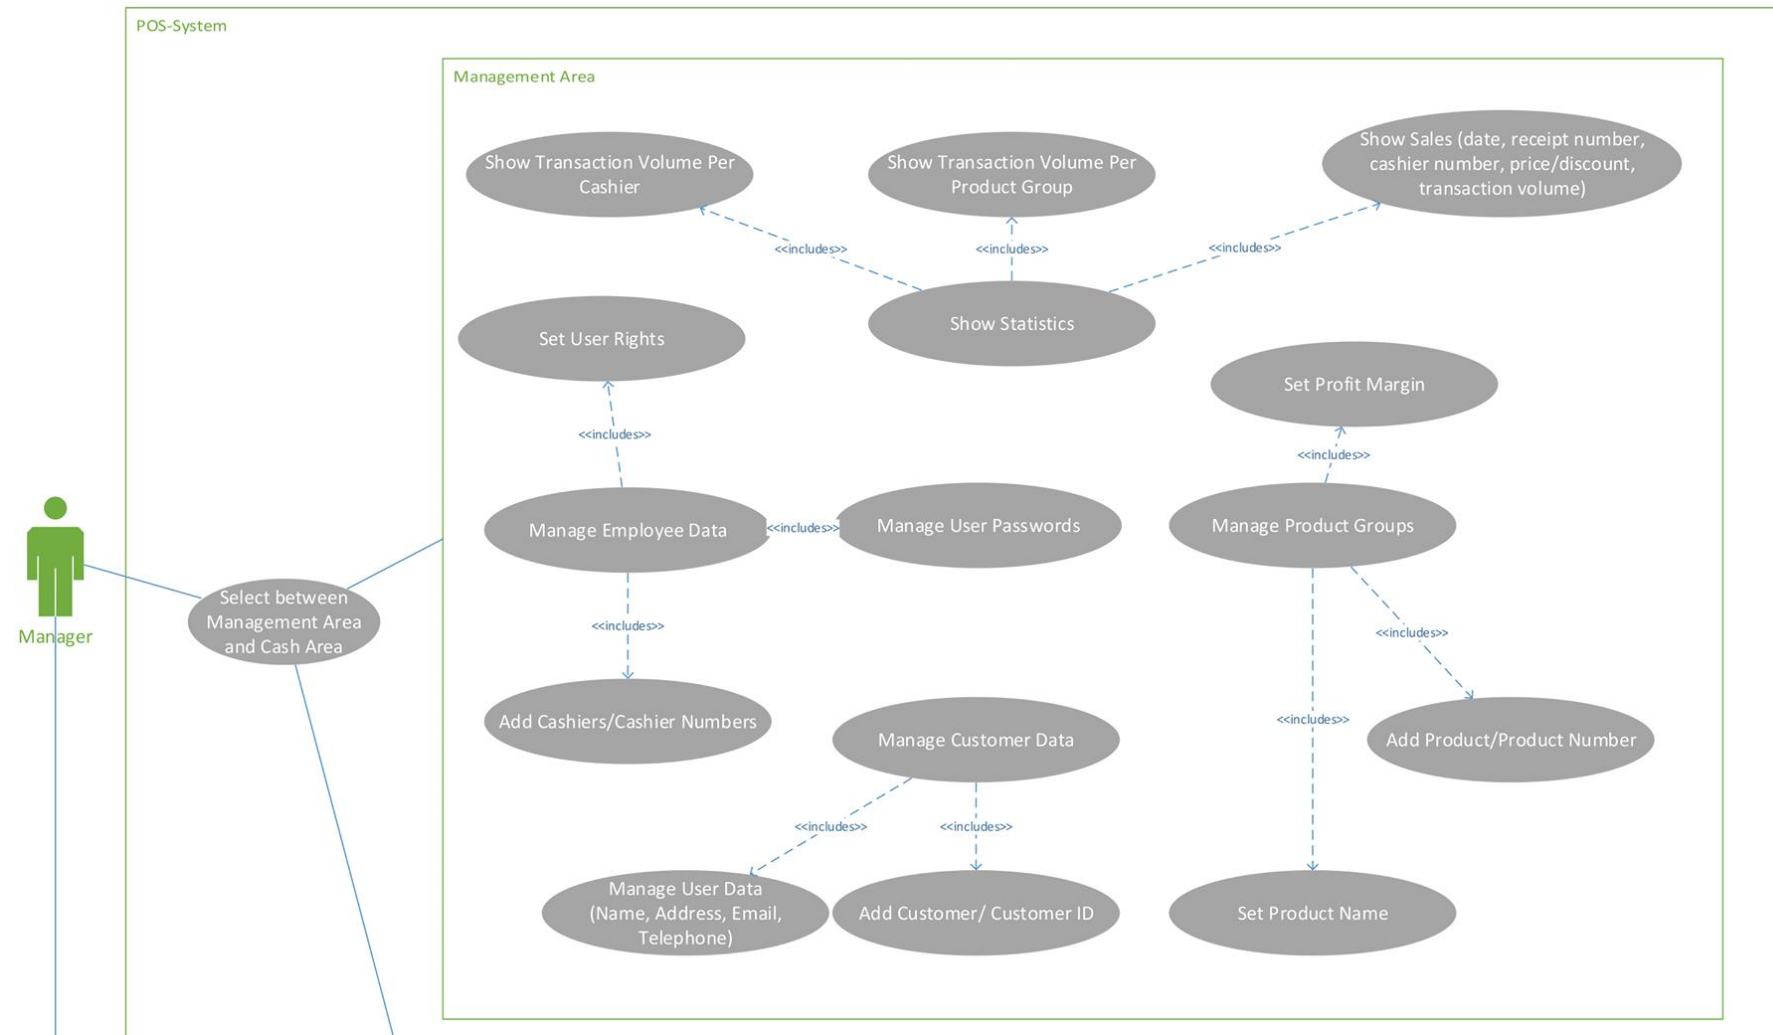 POS-System
Management Area
Show Transaction Volume Per
Cashier
Show Transaction Volume Per
Product Group
Show Sales (date, receipt number,
cashier number, price/discount,
transaction volume)
<<includes>>
<<includes>>
<<includes>>
Show Statistics
Set User Rights
Set Profit Margin
<<includes>>
<<includes>>
Manage Employee Data
<<includes>>
Manage User Passwords
Manage Product Groups
Manager
Select between
Management Area
and Cash Area
<<includes>>
<<includes>>
Add Cashiers/Cashier Numbers
Manage Customer Data
<<includes>>
Add Product/Product Number
<<includes>>
<<includes>>
Manage User Data
(Name, Address, Email,
Telephone)
Add Customer/ Customer ID
Set Product Name